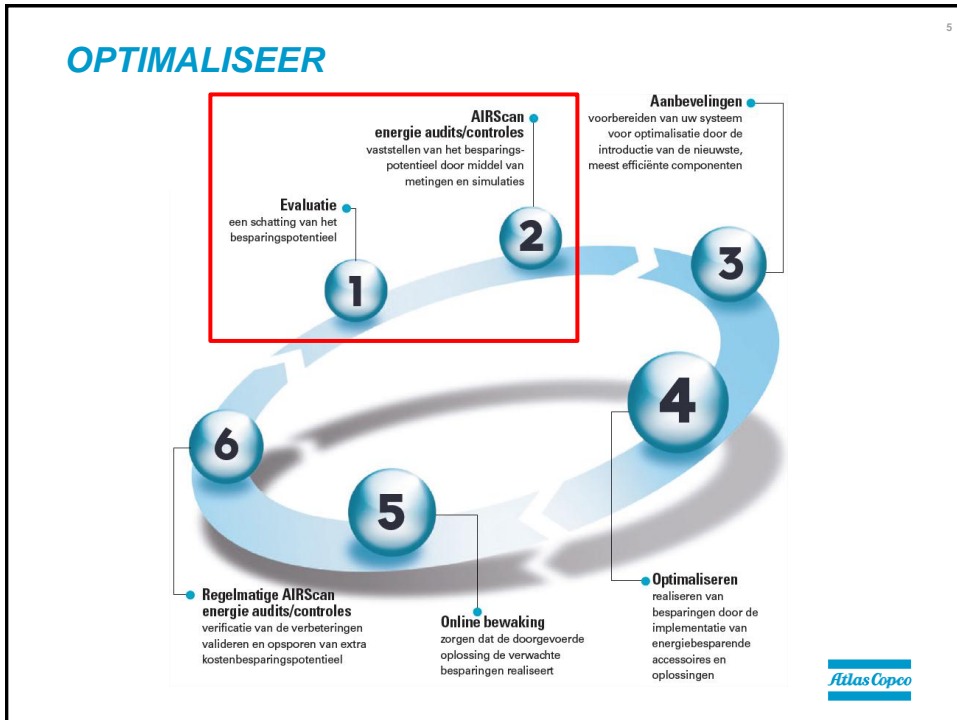 5
OPTIMALISEER
Evaluatie
een schatting van het
besparingspotentieel
1
AIRScan
energie audits/controles
vaststellen van het besparings-
potentieel door middel van
metingen en simulaties
2
Aanbevelingen
voorbereiden van uw systeem
voor optimalisatie door de
introductie van de nieuwste,
meest efficiënte componenten
3
4
Optimaliseren
realiseren van
besparingen door de
implementatie van
energiebesparende
accessoires en
oplossingen
5
Online bewaking
zorgen dat de doorgevoerde
oplossing de verwachte
besparingen realiseert
6
Regelmatige AIRScan
energie audits/controles
verificatie van de verbeteringen
valideren en opsporen van extra
kostenbesparingspotentieel
Atlas Copco